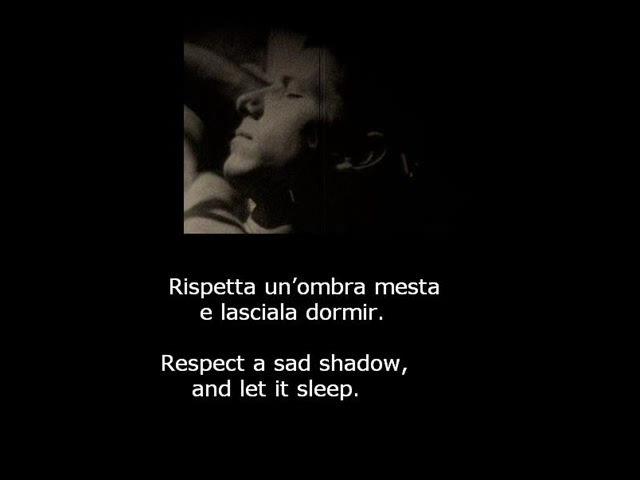 Rispetta un’ombra mesta
e lasciala dormir.
Respect a sad shadow,
and let it sleep.